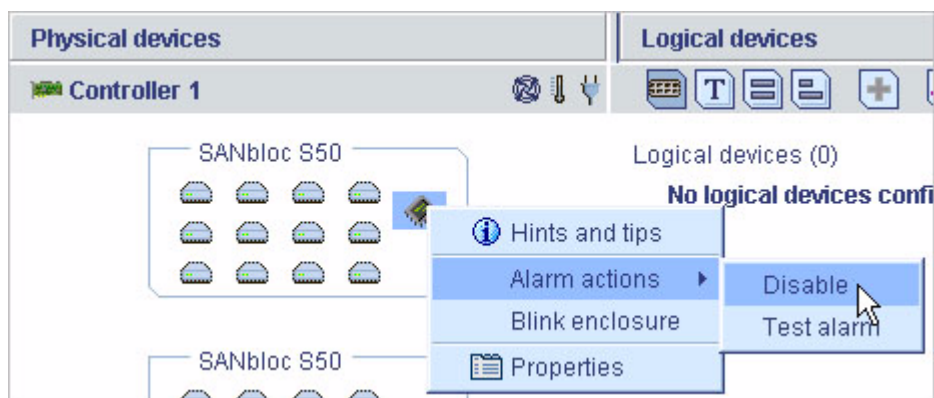 Physical devices
Logical devices
Controller 1
T
SANbloc S50
Logical devices (0)
No logical devices confi
Hints and tips
Alarm actions
Disable
Blink enclosure
Test alarm
SANbloc S50
Properties